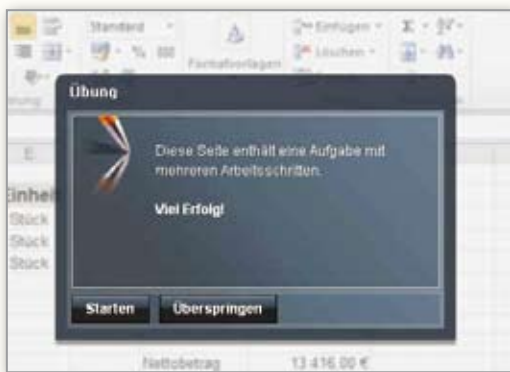 Standard
Einfügen
Löschen
Formatvorlagen
Übung
Diese Seite enthält eine Aufgabe mit
mehreren Arbeitsschritten.
Viel Erfolg!
E
Einheit
Stück
Stück
Stück
Starten
Überspringen
Nettobetrag 13 416,00 €